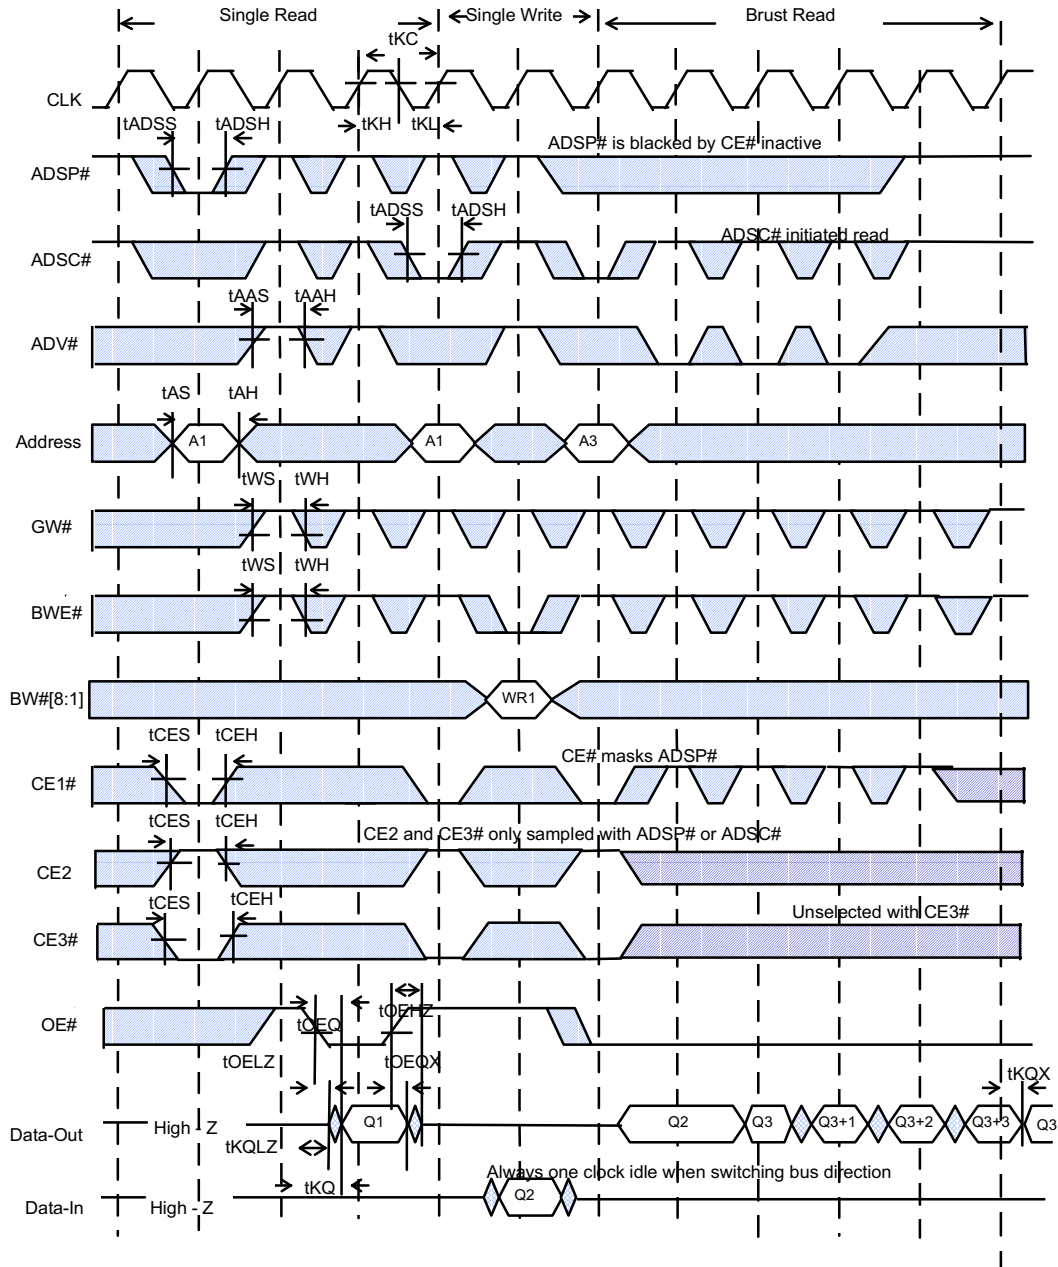 Single Read
Single Write
Brust Read
tKC
CLK
tADSS
tADSH
tKH
tKL
ADSP# is blacked by CE# inactive
ADSP#
tADSS
tADSH
ADSC# initiated read
ADSC#
tAAS
tAAH
ADV#
tAS
tAH
Address
A1
A1
A3
tWS
tWH
GW#
tWS
tWH
BWE#
BW#[8:1]
WR1
tCES
tCEH
CE# masks ADSP#
CE1#
tCES
tCEH
CE2 and CE3# only sampled with ADSP# or ADSC#
CE2
tCES
tCEH
Unselected with CE3#
CE3#
tOEHZ
OE#
tOEQ
tOELZ
tOEQX
tKQX
Data-Out
High - Z
Q1
Q2
Q3
Q3+1
Q3+2
Q3+3
Q3
tKQLZ
Always one clock idle when switching bus direction
tKQ
Data-In
High - Z
Q2